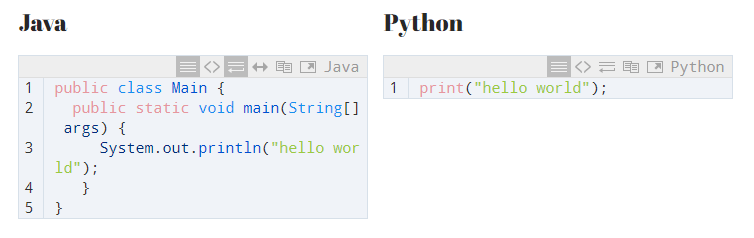 Java
Java
1 public class Main {
2   public static void main(String[]
 args) {
3      System.out.println("hello wor
ld");
4    }
5 }
Python
Python
1 print("hello world");